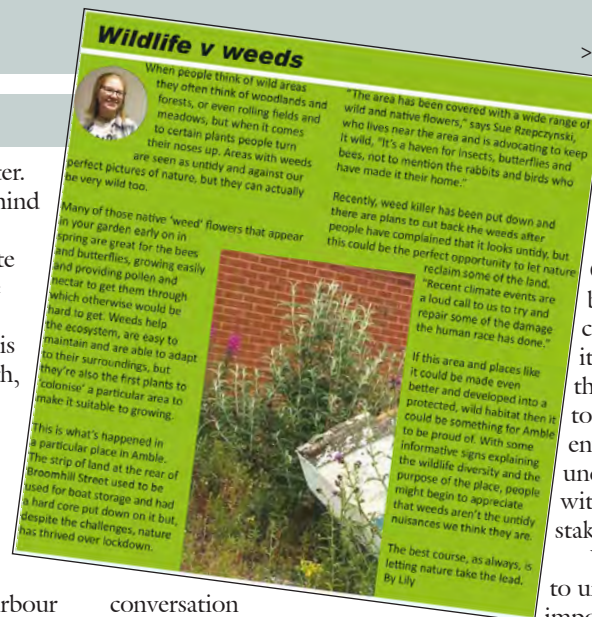 Wildlife v weeds
When people think of wild areas
they often think of woodlands and
forests, or even rolling fields and
meadows, but when it comes
to certain plants people turn
their noses up. Areas with weeds
are seen as untidy and against our
perfect pictures of nature, but they can actually
be very wild too.
Many of those native 'weed' flowers that appear
in your garden early on in
spring are great for the bees
and butterflies, growing easily
and providing pollen and
nectar to get them through
which otherwise would be
hard to get. Weeds help
the ecosystem, are easy to
maintain and are able to adapt
to their surroundings, but
they're also the first plants to
'colonise' a particular area to
make it suitable to growing.
This is what's happened in
a particular place in Amble.
The strip of land at the rear of
Broomhill Street used to be
used for boat storage and had
a hard core put down on it but,
despite the challenges, nature
has thrived over lockdown.
"The area has been covered with a wide range of
wild and native flowers," says Sue Repczynski,
who lives near the area and is advocating to keep
it wild, "It's a haven for insects, butterflies and
bees, not to mention the rabbits and birds who
have made it their home."
Recently, weed killer has been put down and
there are plans to cut back the weeds after
people have complained that it looks untidy, but
this could be the perfect opportunity to let nature
reclaim some of the land.
"Recent climate events are
a loud call to us to try and
repair some of the damage
the human race has done."
If this area and places like
it could be made even
better and developed into a
protected, wild habitat then it
could be something for Amble
to be proud of. With some
informative signs explaining
the wildlife diversity and the
purpose of the place, people
might begin to appreciate
that weeds aren't the untidy
nuisances we think they are.
The best course, as always, is
letting nature take the lead.
By Lily
conversation